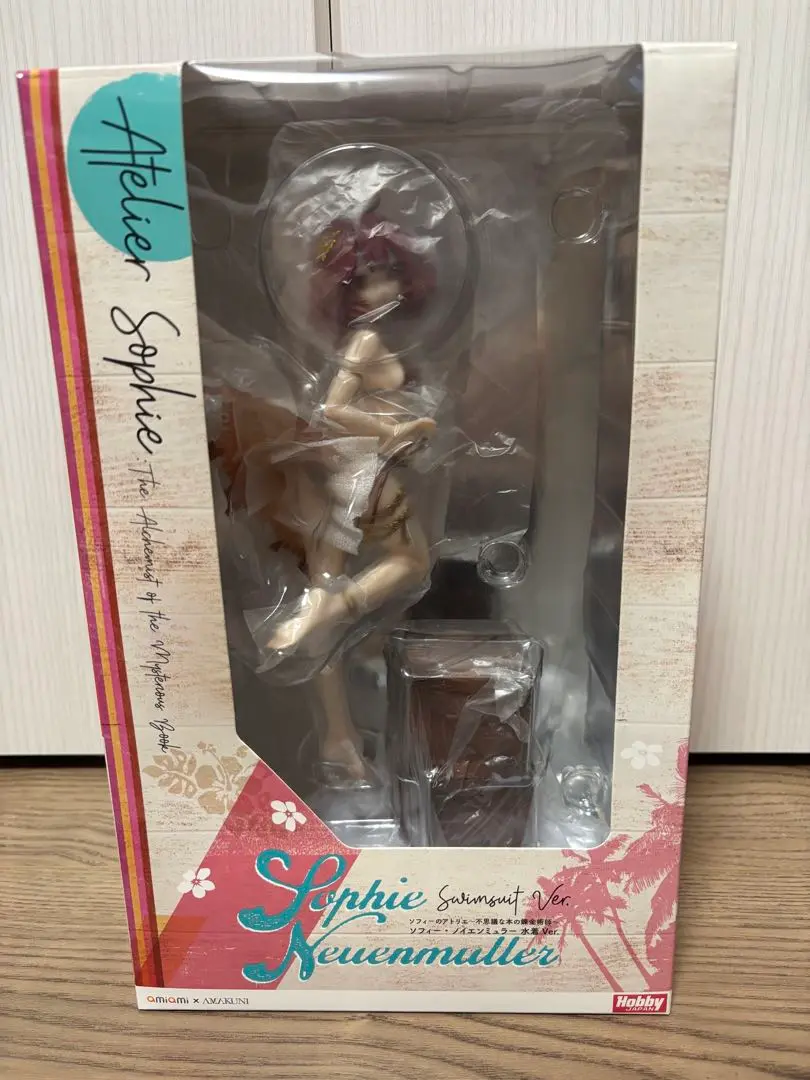 Atelier Sophie
The Alchemist of the Mysterious Book
Sophie Swimsuit Ver.
ソフィーのアトリエ~不思議な本の錬金術師~
ソフィー・ノイエンミュラー 水着 Ver.
Neuenmuller
amiami × AMAKUNI
Hobby
JAPAN